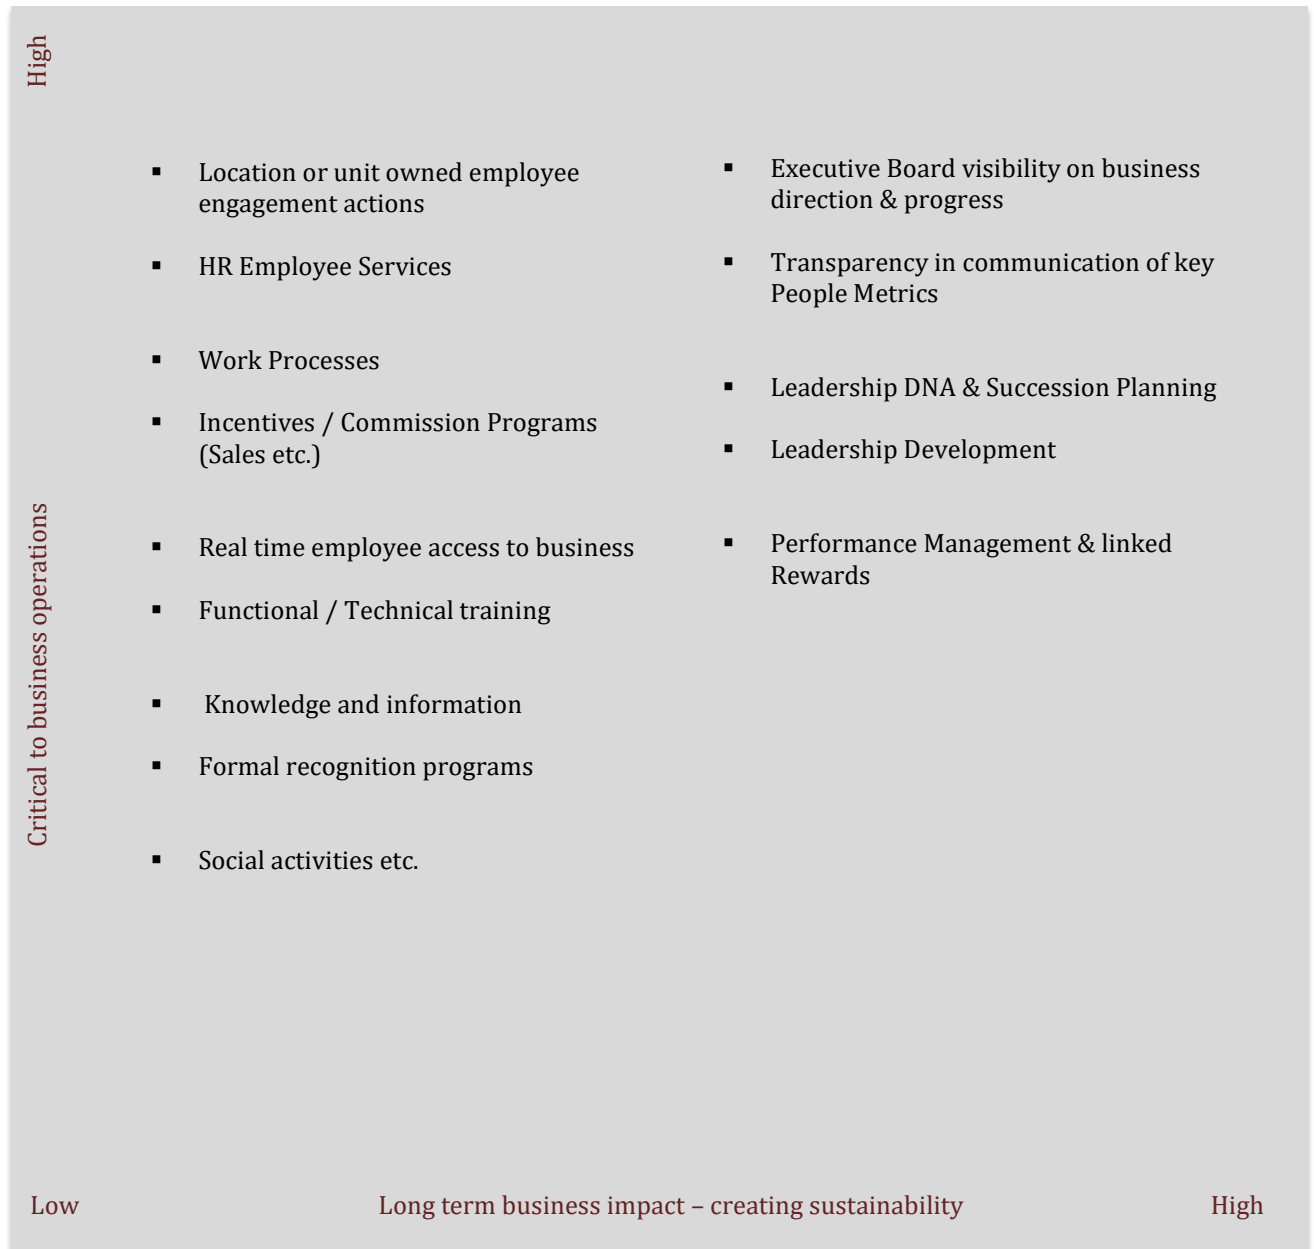 High
Critical to business operations
▪ Location or unit owned employee
engagement actions
▪ HR Employee Services
▪ Work Processes
▪ Incentives / Commission Programs
(Sales etc.)
▪ Real time employee access to business
▪ Functional / Technical training
▪ Knowledge and information
▪ Formal recognition programs
▪ Social activities etc.
▪ Executive Board visibility on business
direction & progress
▪ Transparency in communication of key
People Metrics
▪ Leadership DNA & Succession Planning
▪ Leadership Development
▪ Performance Management & linked
Rewards
Low
Long term business impact – creating sustainability
High